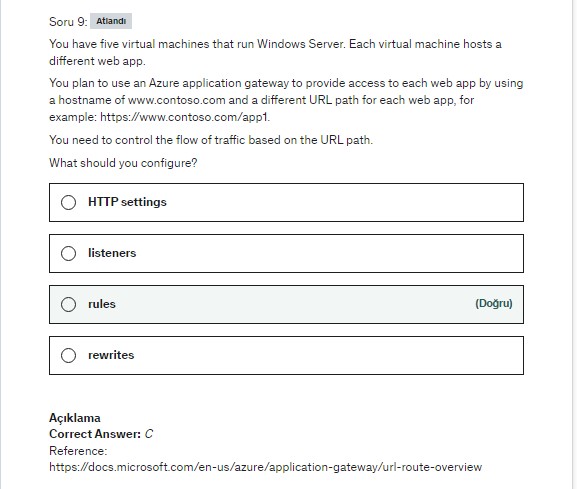 Soru 9: Atlandı
You have five virtual machines that run Windows Server. Each virtual machine hosts a
different web app.
You plan to use an Azure application gateway to provide access to each web app by using
a hostname of www.contoso.com and a different URL path for each web app, for
example: https://www.contoso.com/app1.
You need to control the flow of traffic based on the URL path.
What should you configure?
HTTP settings
listeners
rules (Doğru)
rewrites
Açıklama
Correct Answer: C
Reference:
https://docs.microsoft.com/en-us/azure/application-gateway/url-route-overview